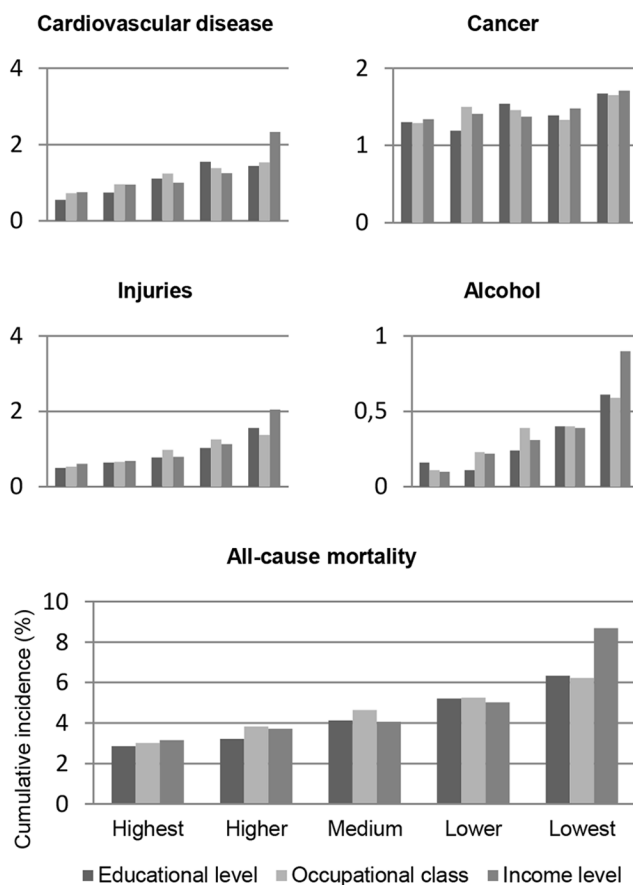 Cardiovascular disease
Cancer
4
2
0
2
1
0
Injuries
Alcohol
4
2
0
1
0,5
0
All-cause mortality
Cumulative incidence (%)
10
8
6
4
2
0
Highest Higher Medium Lower Lowest
Educational level Occupational class Income level